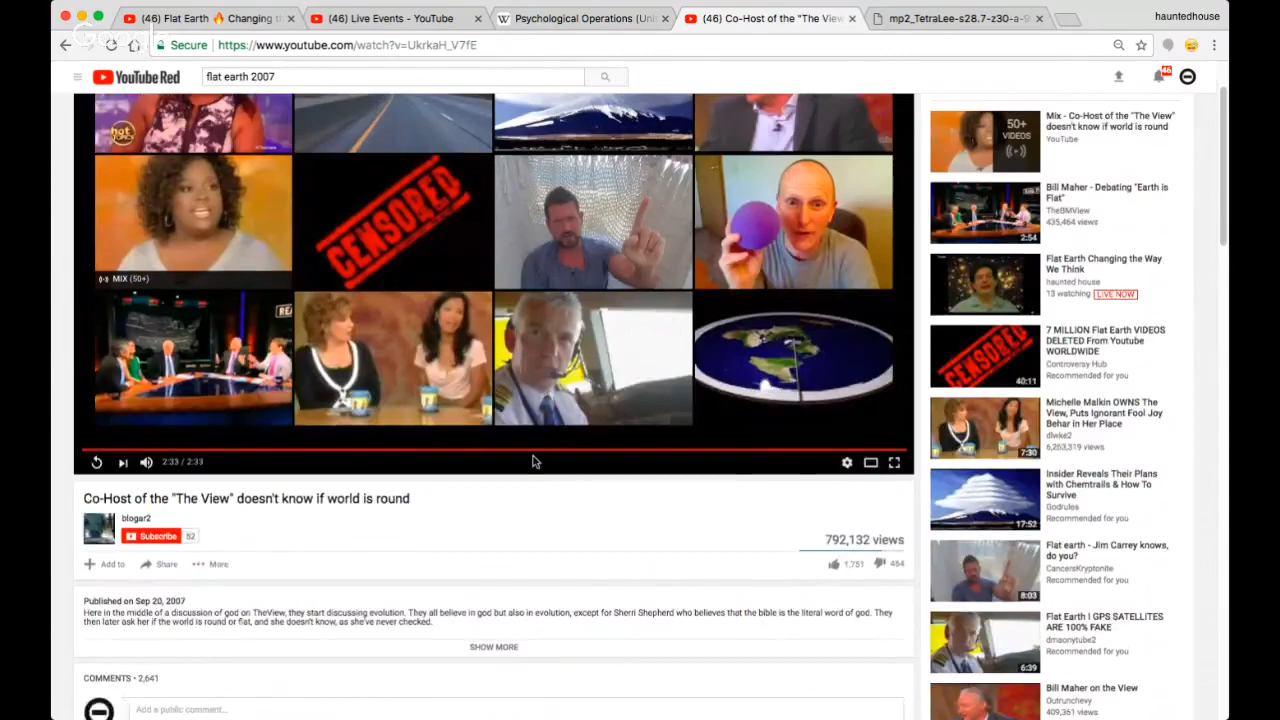 (46) Flat Earth 🔥 Changing th
(46) Live Events - YouTube
Psychological Operations (Uni
(46) Co-Host of the "The View
mp2_TetraLee-s28.7-z30-a-9
hauntedhouse
Google
Secure
https://www.youtube.com/watch?v=UkrkaH_V7fE
YouTube Red
flat earth 2007
46
hot TOPICS
CENSORED
MIX (50+)
2:33 / 2:33
Co-Host of the "The View" doesn't know if world is round
blogar2
Subscribe 52
792,132 views
Add to Share More
1,751 464
Published on Sep 20, 2007
Here in the middle of a discussion of god on TheView, they start discussing evolution. They all believe in god but also in evolution, except for Sherri Shepherd who believes that the bible is the literal word of god. They
then later ask her if the world is round or flat, and she doesn't know, as she've never checked.
SHOW MORE
COMMENTS • 2,641
Add a public comment...
50+
VIDEOS
Mix - Co-Host of the "The View"
doesn't know if world is round
YouTube
2:54
Bill Maher - Debating "Earth is
Flat"
TheBMView
435,464 views
Flat Earth Changing the Way
We Think
haunted house
13 watching LIVE NOW
CENSORED
40:11
7 MILLION Flat Earth VIDEOS
DELETED From Youtube
WORLDWIDE
Controversy Hub
Recommended for you
7:30
Michelle Malkin OWNS The
View, Puts Ignorant Fool Joy
Behar in Her Place
dlwke2
6,263,319 views
17:52
Insider Reveals Their Plans
with Chemtrails & How To
Survive
Godrules
Recommended for you
8:03
Flat earth - Jim Carrey knows,
do you?
CancersKryptonite
Recommended for you
6:39
Flat Earth I GPS SATELLITES
ARE 100% FAKE
dmaonytube2
Recommended for you
Bill Maher on the View
Outrunchevy
409,361 views